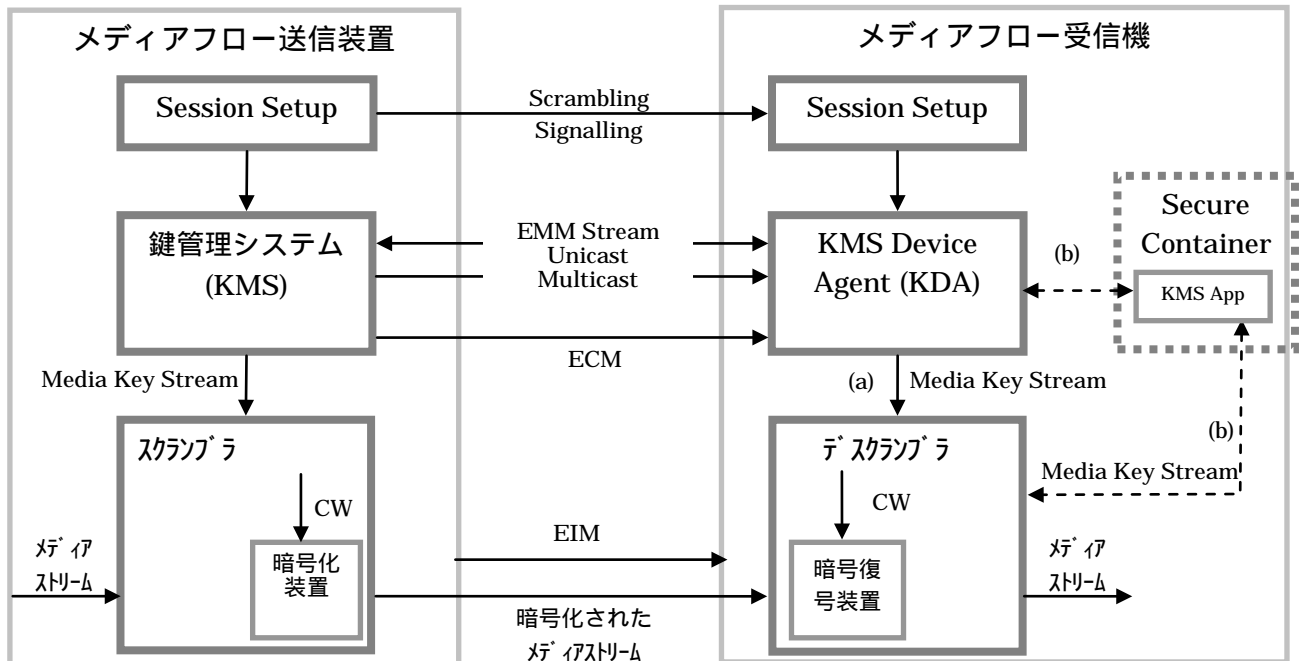 メディアフロー送信装置
メディアフロー受信機
Session Setup
Scrambling
Signalling
Session Setup
鍵管理システム
(KMS)
EMM Stream
Unicast
Multicast
KMS Device
Agent (KDA)
(b)
Secure
Container
KMS App
ECM
Media Key Stream
(a)
Media Key Stream
スクランブラ
CW
暗号化
装置
メディア
ストリーム
EIM
暗号化された
メディアストリーム
デスクランブラ
CW
暗号復
号装置
(b)
Media Key Stream
メディア
ストリーム